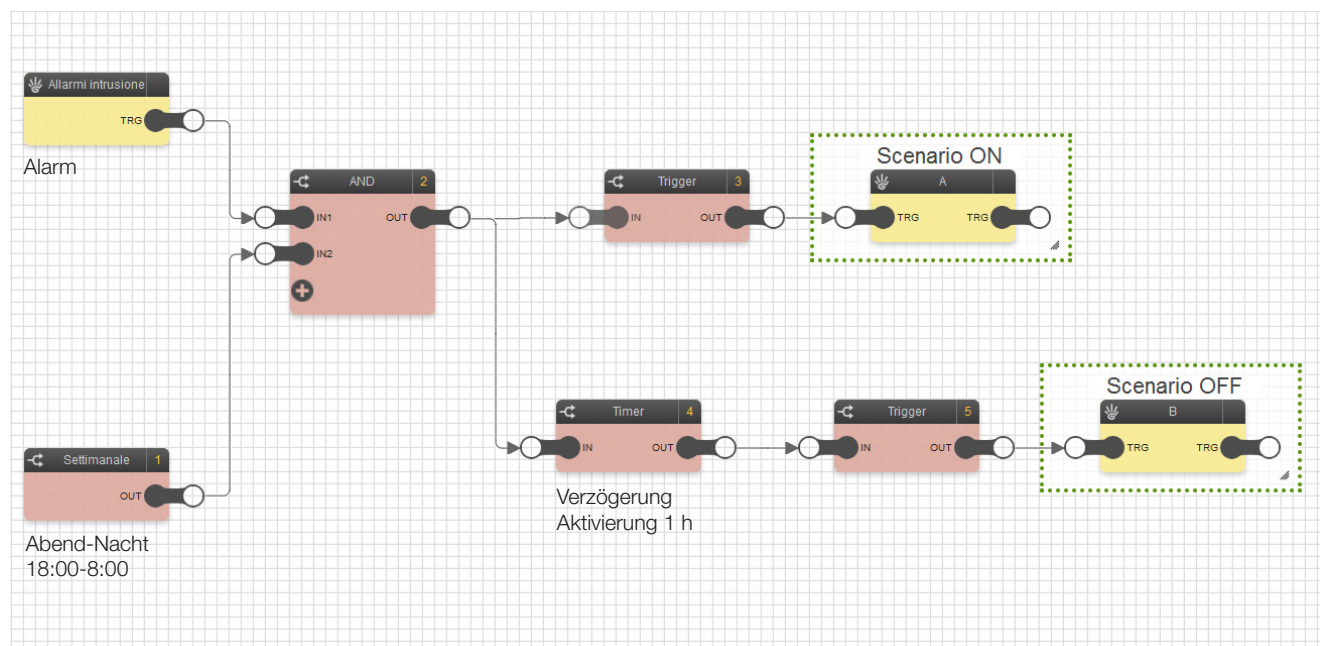 Allarmi intrusione
TRG
Alarm
AND 2
IN1 OUT
IN2
Trigger 3
IN OUT
Scenario ON
A
TRG TRG
Settimanale 1
OUT
Abend-Nacht
18:00-8:00
Timer 4
IN OUT
Verzögerung
Aktivierung 1 h
Trigger 5
IN OUT
Scenario OFF
B
TRG TRG